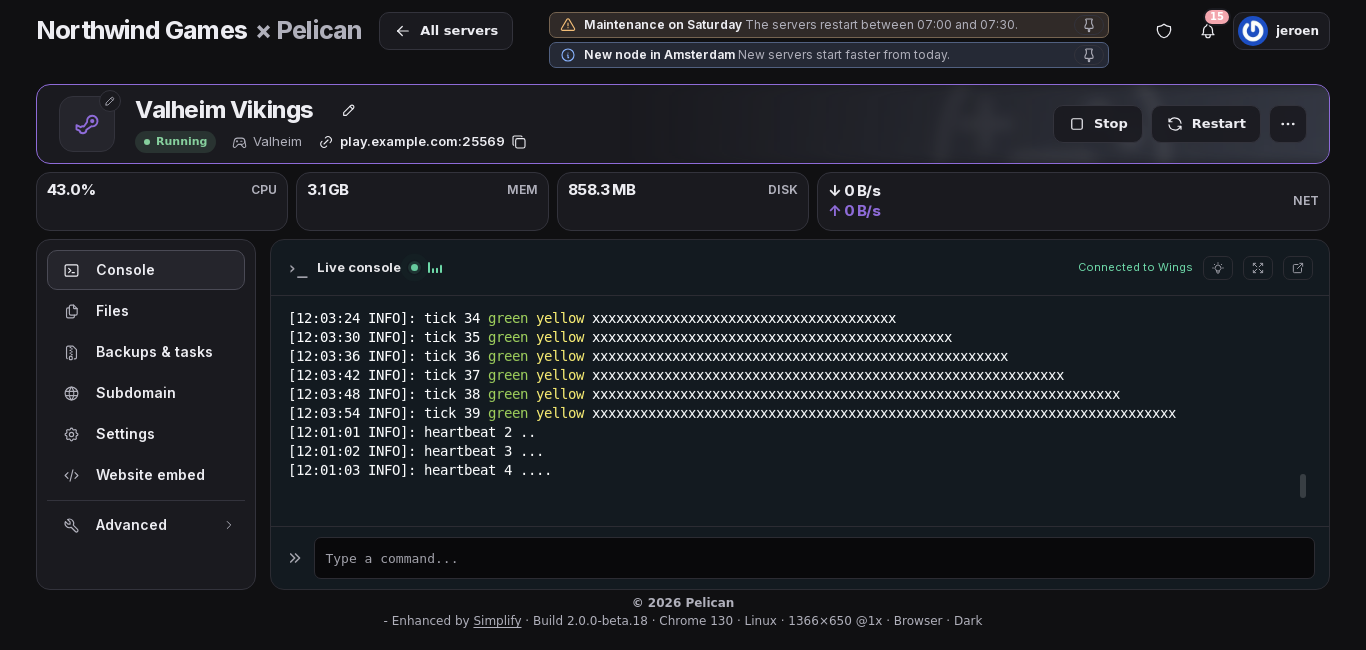 Northwind Games × Pelican
All servers
Maintenance on Saturday The servers restart between 07:00 and 07:30.
New node in Amsterdam New servers start faster from today.
15
jeroen
Valheim Vikings
Running
Valheim
play.example.com:25569
Stop
Restart
43.0%
CPU
3.1 GB
MEM
858.3 MB
DISK
↓ 0 B/s
↑ 0 B/s
NET
Console
Files
Backups & tasks
Subdomain
Settings
Website embed
Advanced
Live console
Connected to Wings
[12:03:24 INFO]: tick 34 green yellow xxxxxxxxxxxxxxxxxxxxxxxxxxxxxxxxxxxxxx
[12:03:30 INFO]: tick 35 green yellow xxxxxxxxxxxxxxxxxxxxxxxxxxxxxxxxxxxxxxxxxxxxx
[12:03:36 INFO]: tick 36 green yellow xxxxxxxxxxxxxxxxxxxxxxxxxxxxxxxxxxxxxxxxxxxxxxxxxxxx
[12:03:42 INFO]: tick 37 green yellow xxxxxxxxxxxxxxxxxxxxxxxxxxxxxxxxxxxxxxxxxxxxxxxxxxxxxxxxxxx
[12:03:48 INFO]: tick 38 green yellow xxxxxxxxxxxxxxxxxxxxxxxxxxxxxxxxxxxxxxxxxxxxxxxxxxxxxxxxxxxxxxxxxx
[12:03:54 INFO]: tick 39 green yellow xxxxxxxxxxxxxxxxxxxxxxxxxxxxxxxxxxxxxxxxxxxxxxxxxxxxxxxxxxxxxxxxxxxxxxxxx
[12:01:01 INFO]: heartbeat 2 ..
[12:01:02 INFO]: heartbeat 3 ...
[12:01:03 INFO]: heartbeat 4 ....
Type a command...
© 2026 Pelican
- Enhanced by Simplify · Build 2.0.0-beta.18 · Chrome 130 · Linux · 1366×650 @1x · Browser · Dark